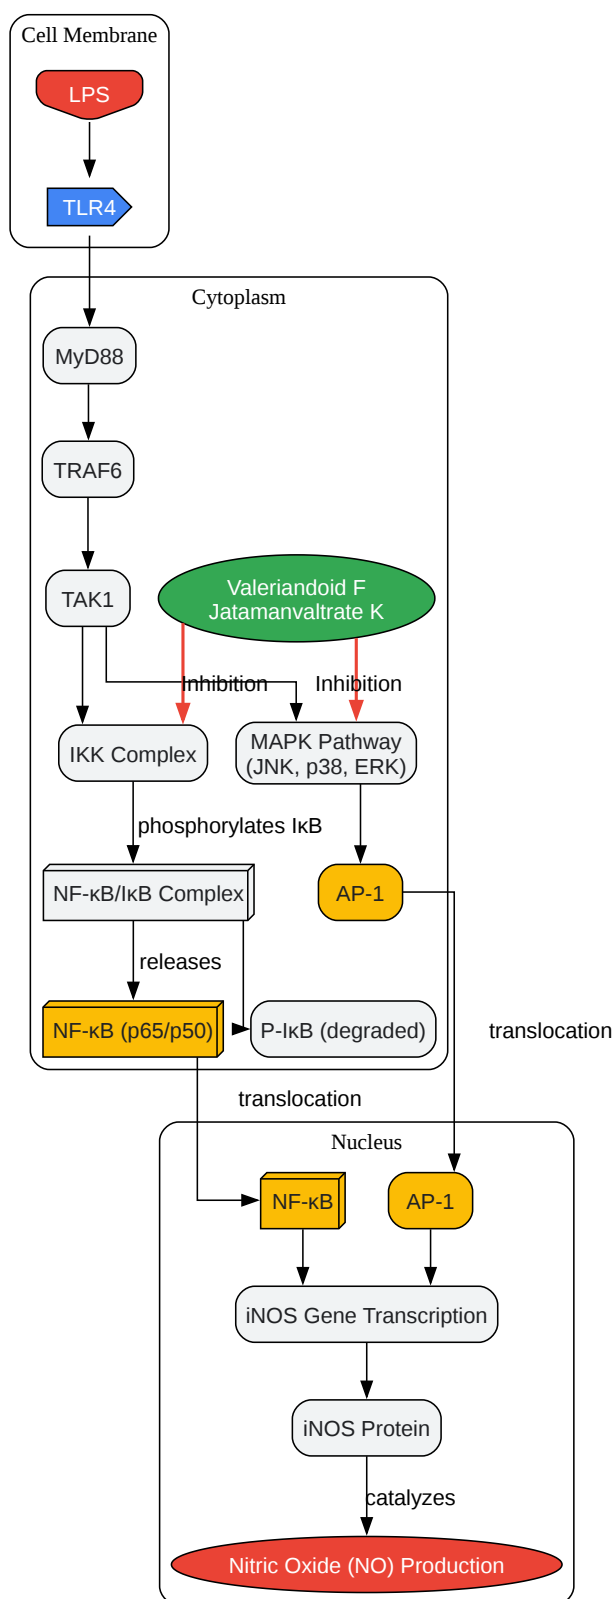 Cell Membrane
LPS
TLR4
Cytoplasm
MyD88
TRAF6
TAK1
Valeriandoid F
Jatamanvaltrate K
Inhibition
Inhibition
IKK Complex
MAPK Pathway
(JNK, p38, ERK)
phosphorylates IκB
NF-κB/IκB Complex
AP-1
releases
NF-κB (p65/p50)
P-IκB (degraded)
translocation
translocation
Nucleus
NF-κB
AP-1
iNOS Gene Transcription
iNOS Protein
catalyzes
Nitric Oxide (NO) Production